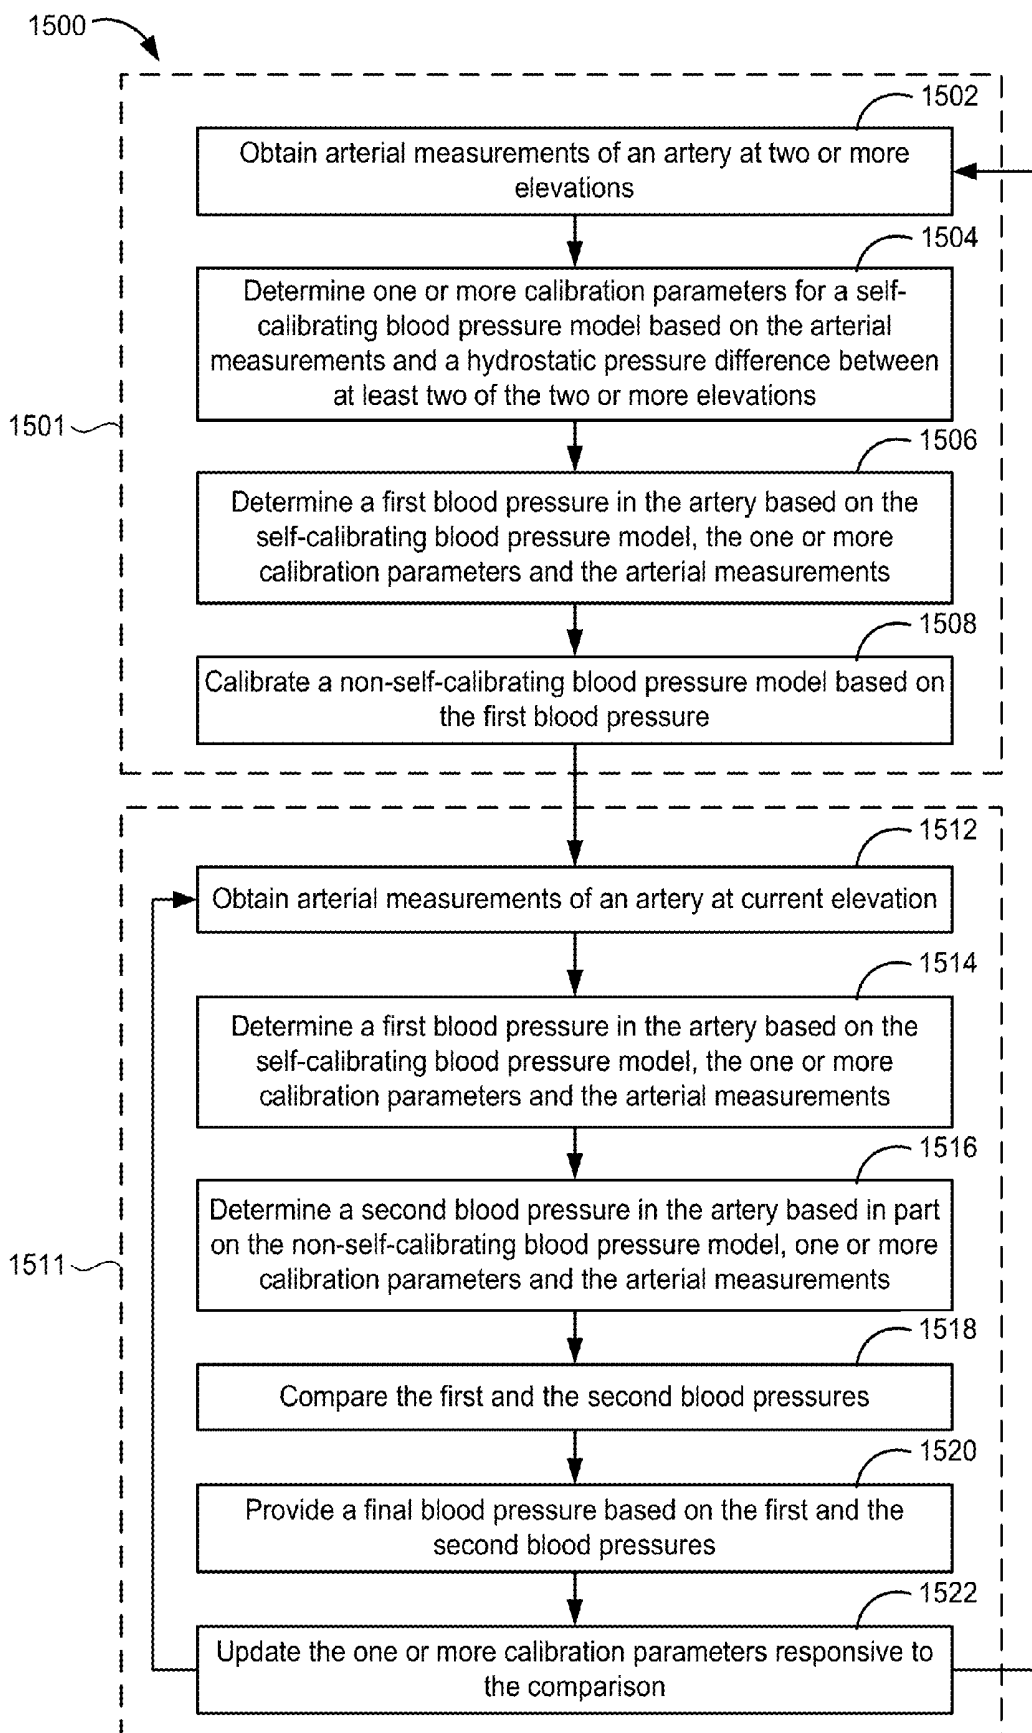 1500
1502
Obtain arterial measurements of an artery at two or more
elevations
1504
Determine one or more calibration parameters for a self-
calibrating blood pressure model based on the arterial
measurements and a hydrostatic pressure difference between
at least two of the two or more elevations
1501
1506
Determine a first blood pressure in the artery based on the
self-calibrating blood pressure model, the one or more
calibration parameters and the arterial measurements
1508
Calibrate a non-self-calibrating blood pressure model based on
the first blood pressure
1512
Obtain arterial measurements of an artery at current elevation
1514
Determine a first blood pressure in the artery based on the
self-calibrating blood pressure model, the one or more
calibration parameters and the arterial measurements
1516
Determine a second blood pressure in the artery based in part
on the non-self-calibrating blood pressure model, one or more
calibration parameters and the arterial measurements
1511
1518
Compare the first and the second blood pressures
1520
Provide a final blood pressure based on the first and the
second blood pressures
1522
Update the one or more calibration parameters responsive to
the comparison